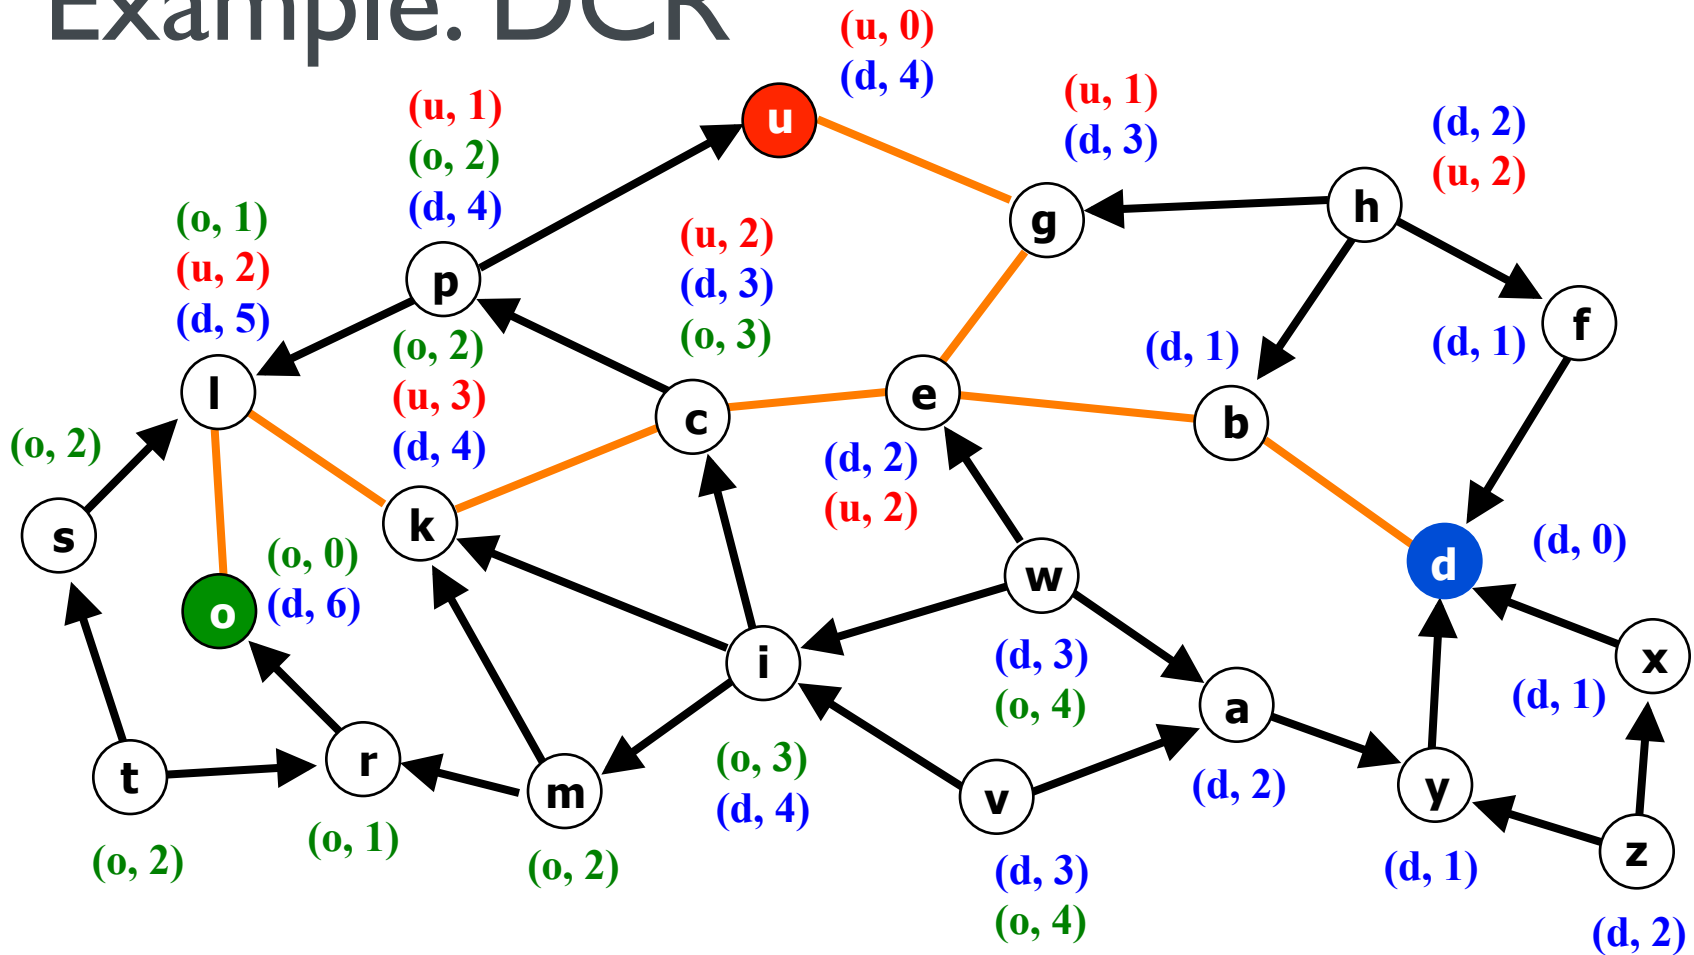 Example: DCR
(u, 0)
(d, 4)
u
(u, 1)
(o, 2)
(d, 4)
p
(u, 1)
(d, 3)
g
(d, 2)
(u, 2)
h
(o, 1)
(u, 2)
(d, 5)
l
(u, 2)
(d, 3)
(o, 3)
c
(o, 2)
(u, 3)
(d, 4)
k
e
(d, 2)
(u, 2)
(d, 1)
b
(d, 1)
f
(o, 2)
s
(o, 0)
(d, 6)
o
d
(d, 0)
w
(d, 3)
(o, 4)
i
(o, 3)
(d, 4)
x
(d, 1)
a
(d, 2)
t
(o, 2)
r
(o, 1)
m
(o, 2)
v
(d, 3)
(o, 4)
y
(d, 1)
z
(d, 2)